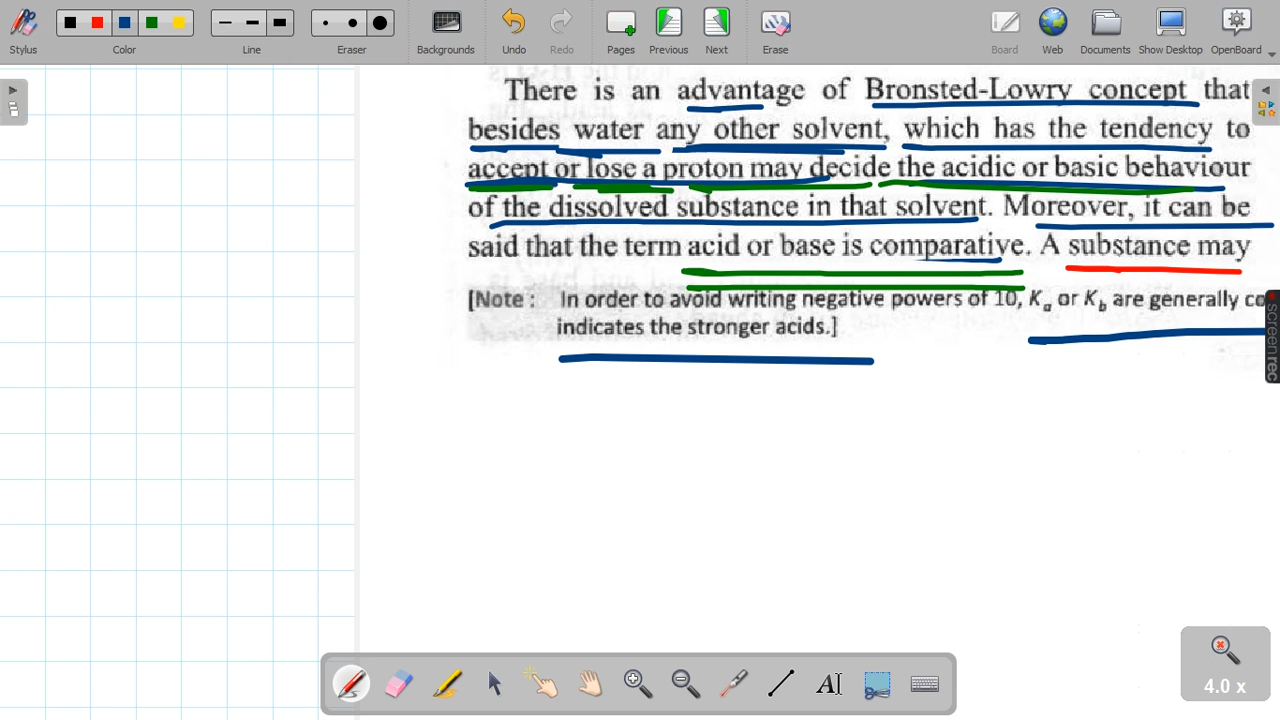 Stylus
Color
Line
Eraser
Backgrounds
Undo
Redo
Pages
Previous
Next
Erase
Board
Web
Documents
Show Desktop
OpenBoard
There is an advantage of Bronsted-Lowry concept that
besides water any other solvent, which has the tendency to
accept or lose a proton may decide the acidic or basic behaviour
of the dissolved substance in that solvent. Moreover, it can be
said that the term acid or base is comparative. A substance may
[Note : In order to avoid writing negative powers of 10, Ka or Kb are generally co
indicates the stronger acids.]
screenrec
AI
4.0 x